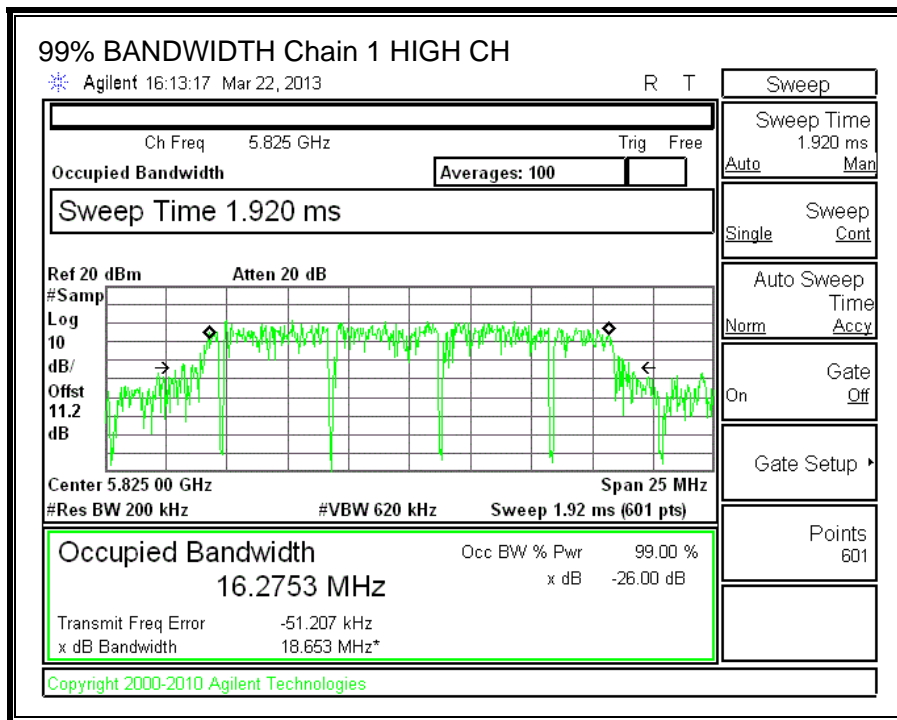 99% BANDWIDTH Chain 1 HIGH CH
Agilent 16:13:17 Mar 22, 2013 R T
Ch Freq 5.825 GHz Trig Free
Occupied Bandwidth Averages: 100
Sweep Time 1.920 ms
Ref 20 dBm Atten 20 dB
#Samp
Log
10
dB/
Offst
11.2
dB
Center 5.825 00 GHz Span 25 MHz
#Res BW 200 kHz #VBW 620 kHz Sweep 1.92 ms (601 pts)
Occupied Bandwidth Occ BW % Pwr 99.00 %
16.2753 MHz x dB -26.00 dB
Transmit Freq Error -51.207 kHz
x dB Bandwidth 18.653 MHz*
Copyright 2000-2010 Agilent Technologies
Sweep
Sweep Time
1.920 ms
Auto Man
Sweep
Single Cont
Auto Sweep
Time
Norm Accy
Gate
On Off
Gate Setup
Points
601